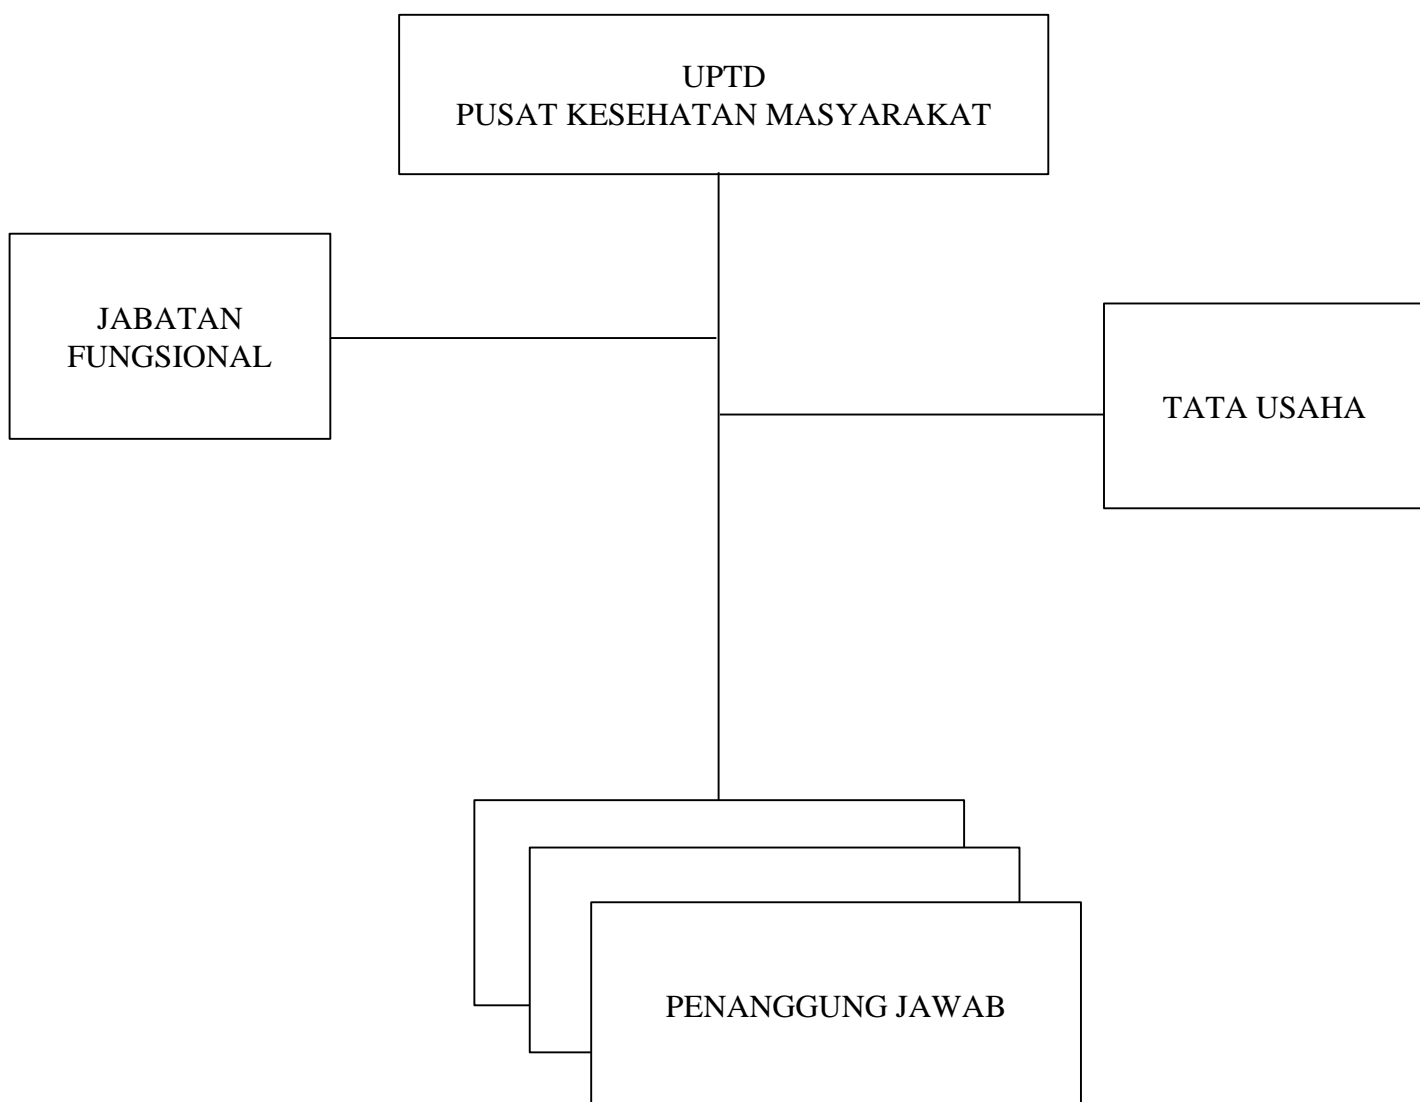 UPTD
PUSAT KESEHATAN MASYARAKAT
JABATAN
FUNGSIONAL
TATA USAHA
PENANGGUNG JAWAB